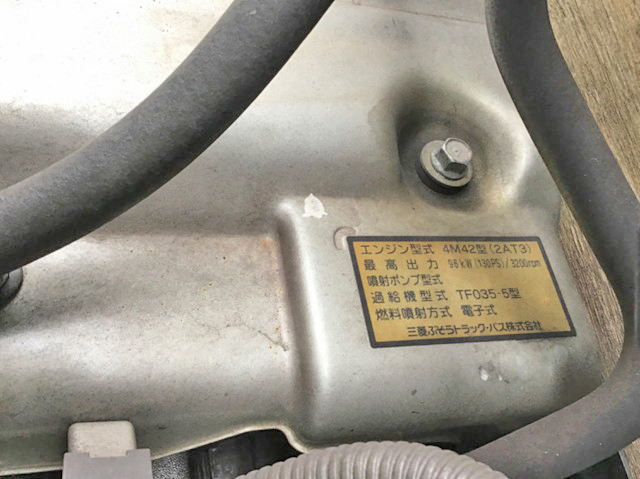 エンジン型式 4M42型(2AT3)
最高出力 96kW(130PS)/3200rpm
噴射ポンプ型式
過給機型式 TF035-5型
燃料噴射方式 電子式
三菱ふそうトラック・バス株式会社